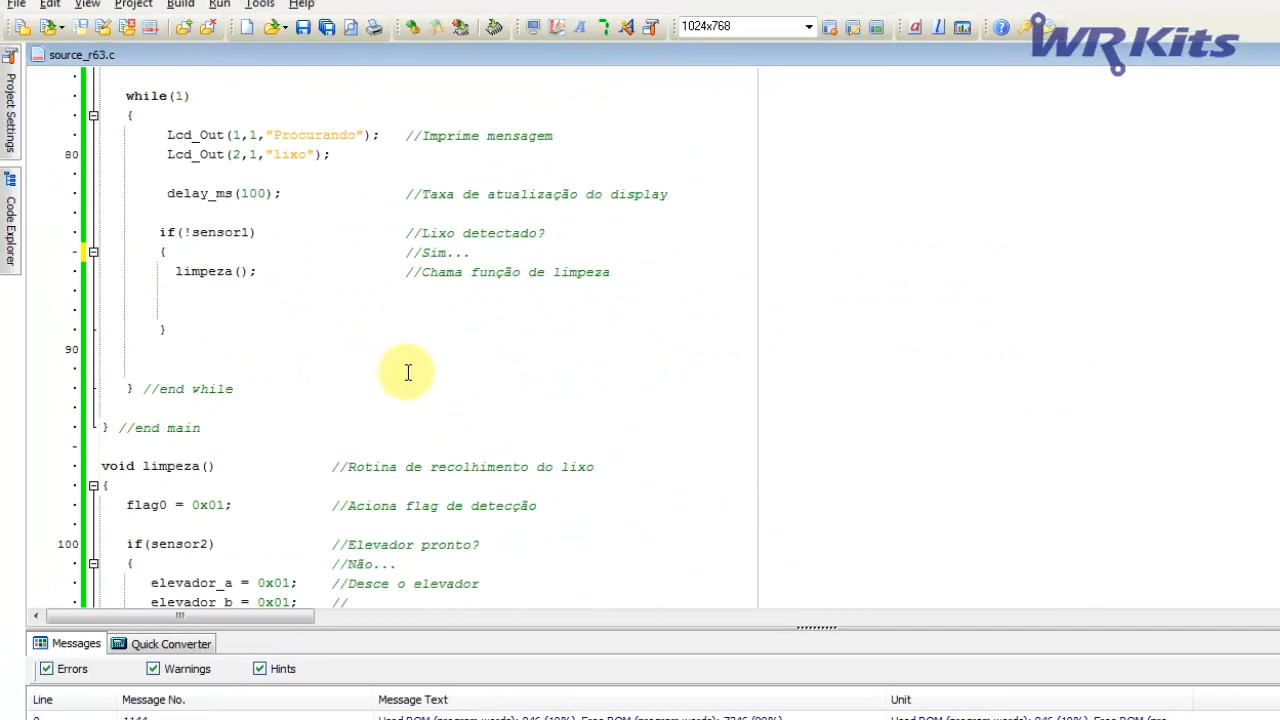 File Edit View Project Build Run Tools Help
1024x768
WR Kits
source_r63.c
Project Settings
Code Explorer
while(1)
{
Lcd_Out(1,1,"Procurando"); //Imprime mensagem
80 Lcd_Out(2,1,"lixo");
delay_ms(100); //Taxa de atualização do display
if(!sensor1) //Lixo detectado?
{ //Sim...
limpeza(); //Chama função de limpeza
}
90
} //end while
} //end main
void limpeza() //Rotina de recolhimento do lixo
{
flag0 = 0x01; //Aciona flag de detecção
100 if(sensor2) //Elevador pronto?
{ //Não...
elevador_a = 0x01; //Desce o elevador
elevador_b = 0x01; //
Messages Quick Converter
Errors Warnings Hints
Line Message No. Message Text Unit